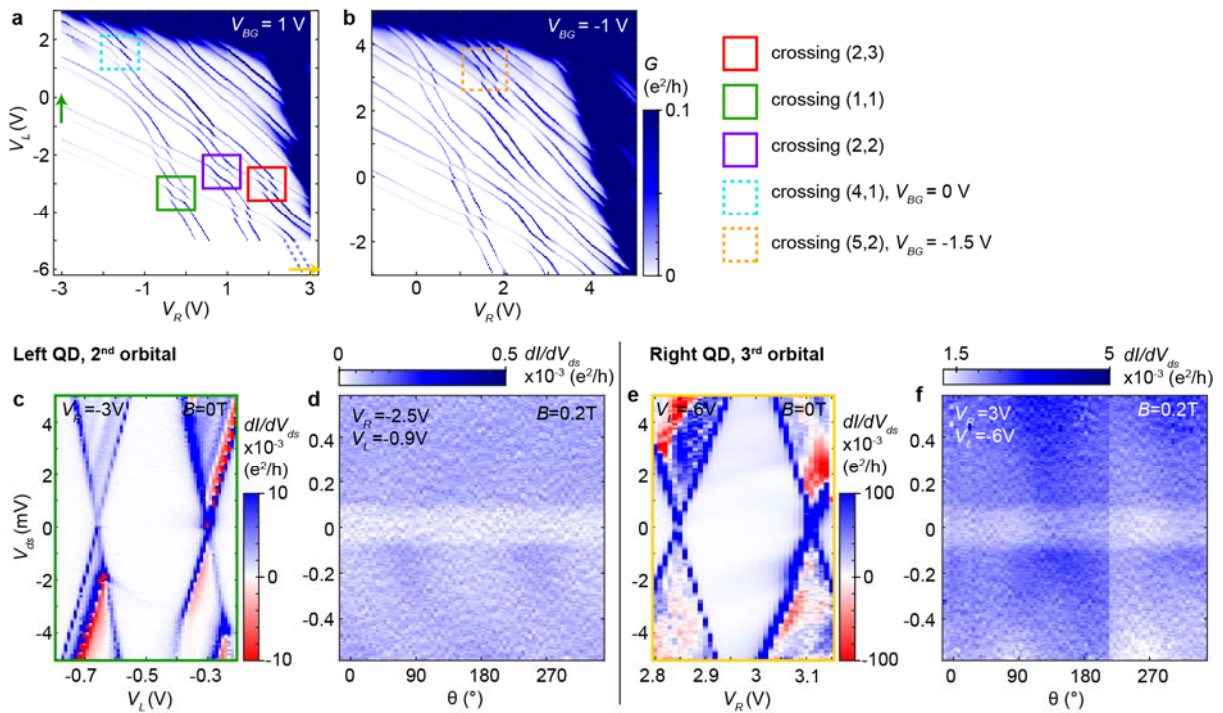 a
V_BG = 1 V
b
V_BG = -1 V
2
0
-2
-4
-6
V_L (V)
-3
-1
1
3
V_R (V)
4
2
0
-2
0
2
4
V_R (V)
G
(e²/h)
0.1
0
crossing (2,3)
crossing (1,1)
crossing (2,2)
crossing (4,1), V_BG = 0 V
crossing (5,2), V_BG = -1.5 V
Left QD, 2nd orbital
0
0.5
dI/dV_ds
x10⁻³ (e²/h)
Right QD, 3rd orbital
1.5
5
dI/dV_ds
x10⁻³ (e²/h)
c
V_R=-3V
B=0T
4
2
0
-2
-4
V_ds (mV)
-0.7
-0.5
-0.3
V_L (V)
dI/dV_ds
x10⁻³
(e²/h)
10
0
-10
d
V_R=-2.5V
V_L=-0.9V
B=0.2T
0.4
0.2
0
-0.2
-0.4
0
90
180
270
θ (°)
e
V_L=-6V
B=0T
4
2
0
-2
-4
2.8
2.9
3
3.1
V_R (V)
dI/dV_ds
x10⁻³
(e²/h)
100
0
-100
f
V_R=3V
V_L=-6V
B=0.2T
0.4
0.2
0
-0.2
-0.4
0
90
180
270
θ (°)